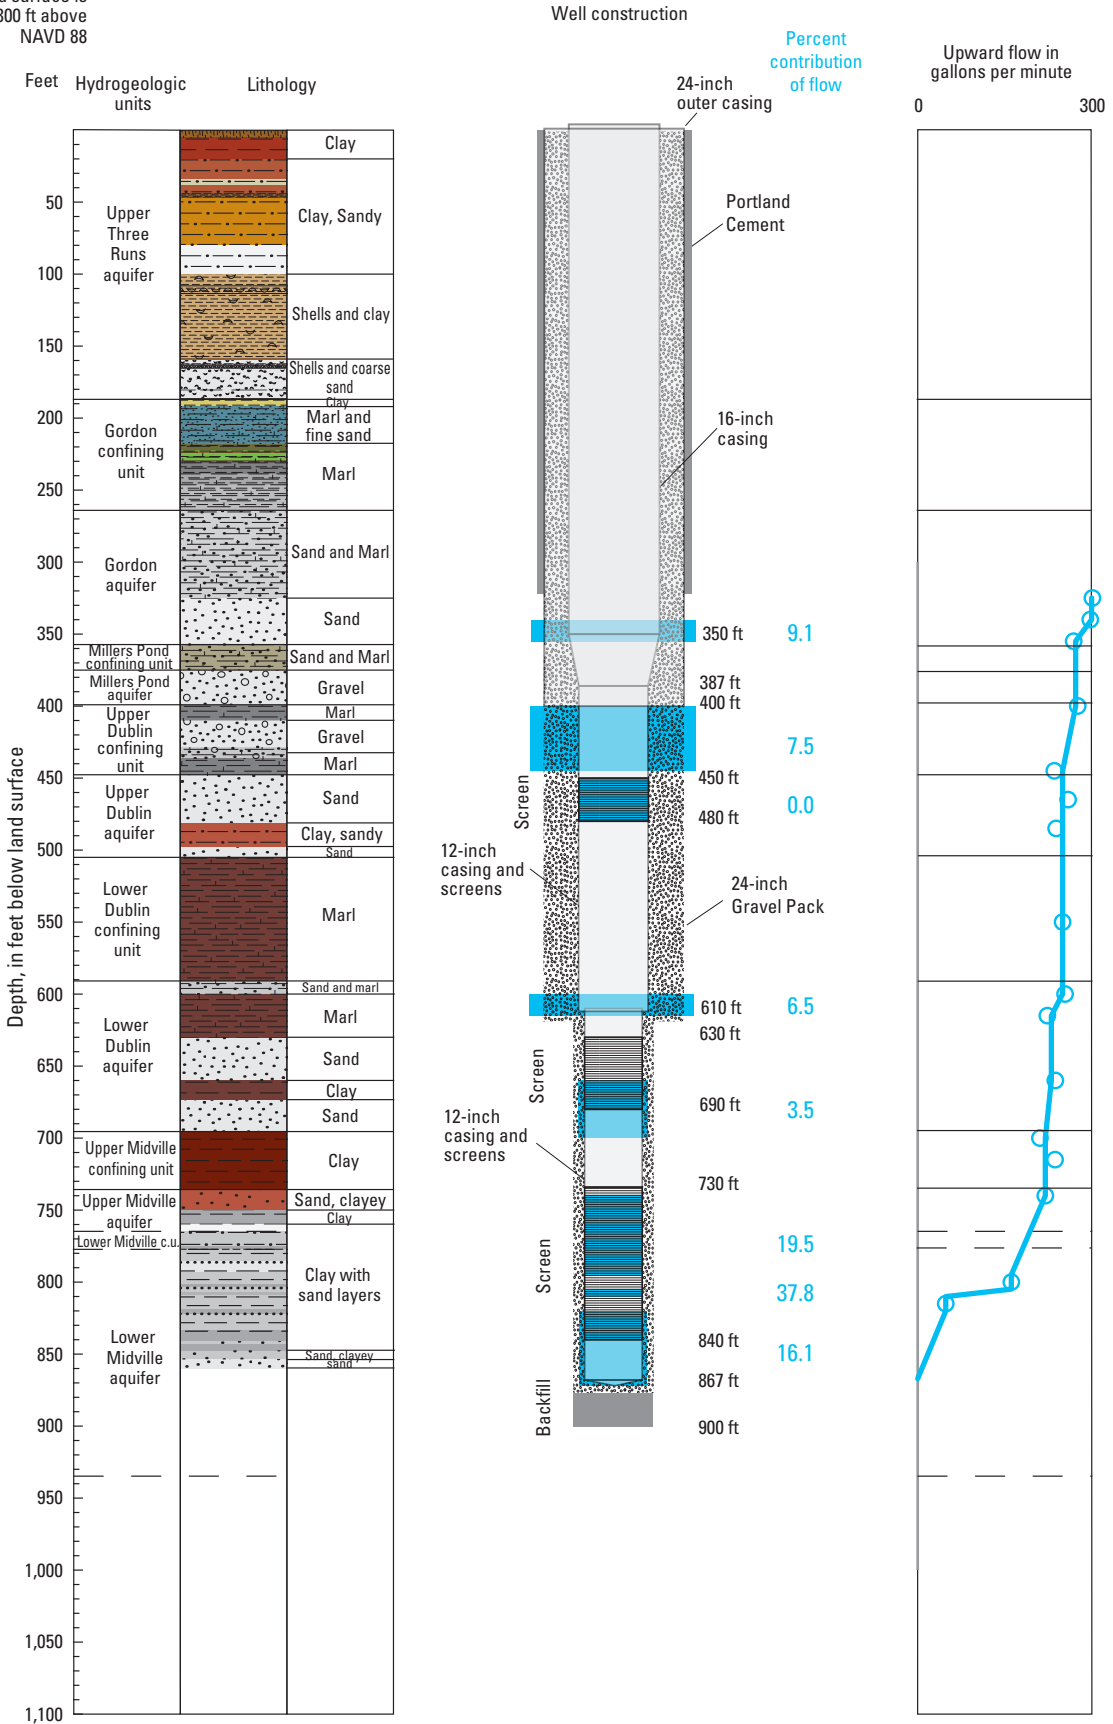 surface is
300 ft above
NAVD 88
Well construction
Percent
contribution
of flow
Upward flow in
gallons per minute
0
300
Feet
Hydrogeologic
units
Lithology
24-inch
outer casing
Portland
Cement
16-inch
casing
Depth, in feet below land surface
50
100
150
200
250
300
350
400
450
500
550
600
650
700
750
800
850
900
950
1,000
1,050
1,100
Upper
Three
Runs
aquifer
Gordon
confining
unit
Gordon
aquifer
Millers Pond
confining unit
Millers Pond
aquifer
Upper
Dublin
confining
unit
Upper
Dublin
aquifer
Lower
Dublin
confining
unit
Lower
Dublin
aquifer
Upper Midville
confining unit
Upper Midville
aquifer
Lower Midville c.u.
Lower
Midville
aquifer
Clay
Clay, Sandy
Shells and clay
Shells and coarse
sand
Clay
Marl and
fine sand
Marl
Sand and Marl
Sand
Sand and Marl
Gravel
Marl
Gravel
Marl
Sand
Clay, sandy
Sand
Marl
Sand and marl
Marl
Sand
Clay
Sand
Clay
Sand, clayey
Clay
Clay with
sand layers
Sand, clayey
sand
350 ft
387 ft
400 ft
450 ft
480 ft
610 ft
630 ft
690 ft
730 ft
840 ft
867 ft
900 ft
9.1
7.5
0.0
6.5
3.5
19.5
37.8
16.1
Screen
12-inch
casing and
screens
24-inch
Gravel Pack
Screen
12-inch
casing and
screens
Screen
Backfill